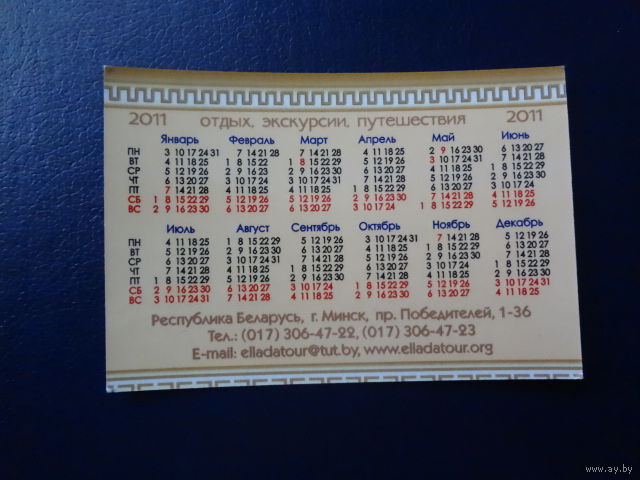 2011 отдых, экскурсии, путешествия 2011
Январь Февраль Март Апрель Май Июнь
ПН 3 10 17 24 31 7 14 21 28 7 14 21 28 4 11 18 25 2 9 16 23 30 6 13 20 27
ВТ 4 11 18 25 1 8 15 22 1 8 15 22 29 5 12 19 26 3 10 17 24 31 7 14 21 28
СР 5 12 19 26 2 9 16 23 2 9 16 23 30 6 13 20 27 4 11 18 25 1 8 15 22 29
ЧТ 6 13 20 27 3 10 17 24 3 10 17 24 31 7 14 21 28 5 12 19 26 2 9 16 23 30
ПТ 7 14 21 28 4 11 18 25 4 11 18 25 1 8 15 22 29 6 13 20 27 3 10 17 24
СБ 1 8 15 22 29 5 12 19 26 5 12 19 26 2 9 16 23 30 7 14 21 28 4 11 18 25
ВС 2 9 16 23 30 6 13 20 27 6 13 20 27 3 10 17 24 1 8 15 22 29 5 12 19 26
Июль Август Сентябрь Октябрь Ноябрь Декабрь
ПН 4 11 18 25 1 8 15 22 29 5 12 19 26 3 10 17 24 31 7 14 21 28 5 12 19 26
ВТ 5 12 19 26 2 9 16 23 30 6 13 20 27 4 11 18 25 1 8 15 22 29 6 13 20 27
СР 6 13 20 27 3 10 17 24 31 7 14 21 28 5 12 19 26 2 9 16 23 30 7 14 21 28
ЧТ 7 14 21 28 4 11 18 25 1 8 15 22 29 6 13 20 27 3 10 17 24 1 8 15 22 29
ПТ 1 8 15 22 29 5 12 19 26 2 9 16 23 30 7 14 21 28 4 11 18 25 2 9 16 23 30
СБ 2 9 16 23 30 6 13 20 27 3 10 17 24 1 8 15 22 29 5 12 19 26 3 10 17 24 31
ВС 3 10 17 24 31 7 14 21 28 4 11 18 25 2 9 16 23 30 6 13 20 27 4 11 18 25
Республика Беларусь, г. Минск, пр. Победителей, 1-36
Тел.: (017) 306-47-22, (017) 306-47-23
E-mail: elladatour@tut.by, www.elladatour.org
www.ay.by